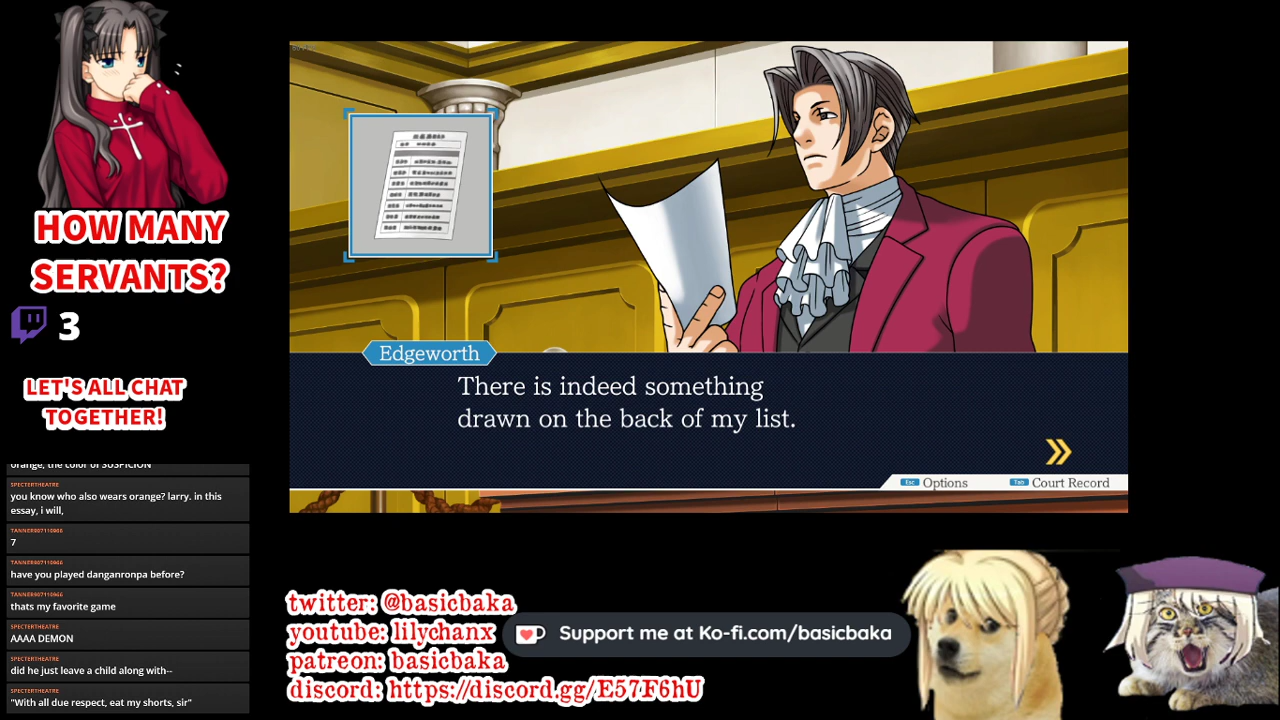 HOW MANY
SERVANTS?
3
LET'S ALL CHAT
TOGETHER!
orange, the color of SUSPICION
SPECTERTHEATRE
you know who also wears orange? larry. in this
essay, i will,
7
have you played danganronpa before?
thats my favorite game
SPECTERTHEATRE
AAAA DEMON
SPECTERTHEATRE
did he just leave a child along with--
SPECTERTHEATRE
"With all due respect, eat my shorts, sir"
Edgeworth
There is indeed something
drawn on the back of my list.
Esc Options
Tab Court Record
twitter: @basicbaka
youtube: lilychanx
patreon: basicbaka
discord: https://discord.gg/E57F6hU
Support me at Ko-fi.com/basicbaka